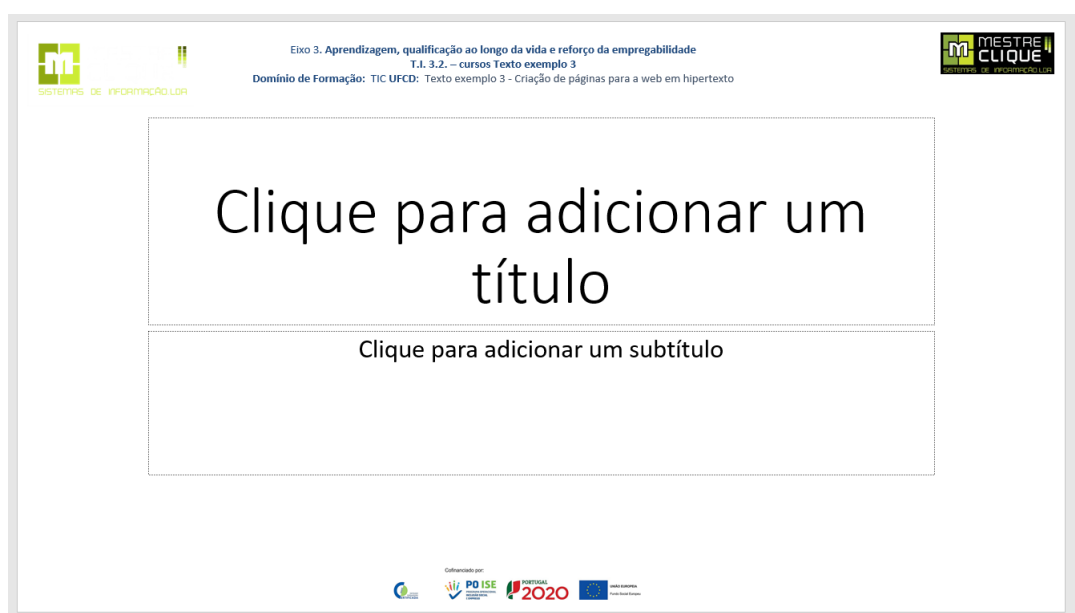 SISTEMAS DE INFORMAÇÃO.LDA
Eixo 3. Aprendizagem, qualificação ao longo da vida e reforço da empregabilidade
T.I. 3.2. – cursos Texto exemplo 3
Domínio de Formação: TIC UFCD: Texto exemplo 3 - Criação de páginas para a web em hipertexto
MESTRE
CLIQUE
SISTEMAS DE INFORMAÇÃO.LDA
Clique para adicionar um
título
Clique para adicionar um subtítulo
Cofinanciado por:
PO ISE
PORTUGAL
2020
UNIÃO EUROPEIA
Fundo Social Europeu